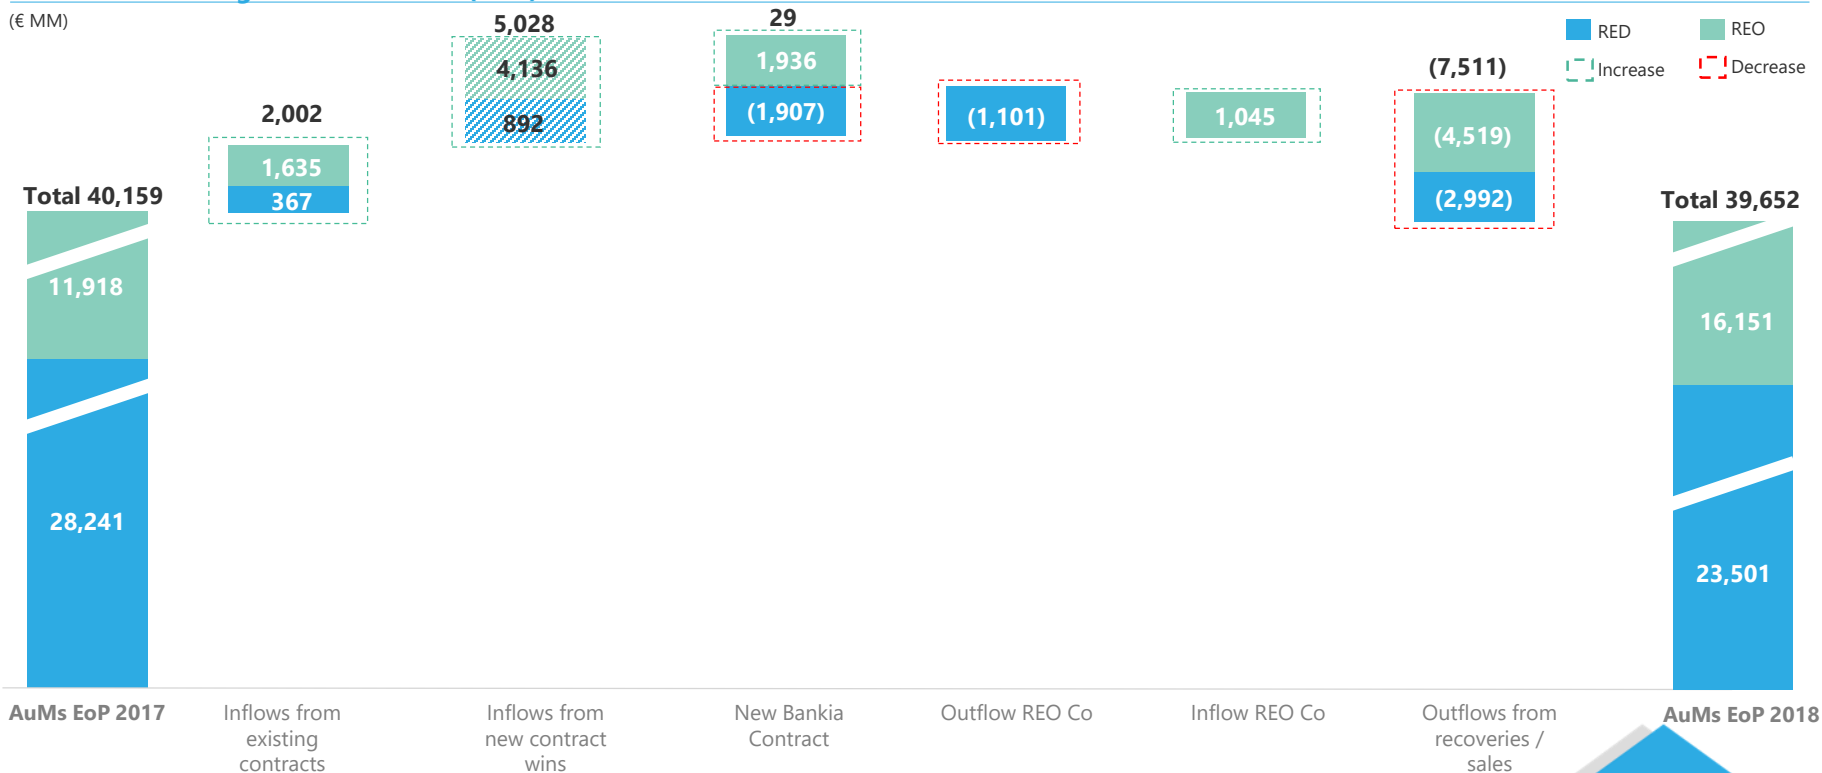 (€ MM)
RED
REO
Increase
Decrease
Total 40,159
11,918
28,241
2,002
1,635
367
5,028
4,136
892
29
1,936
(1,907)
(1,101)
1,045
(7,511)
(4,519)
(2,992)
Total 39,652
16,151
23,501
AuMs EoP 2017
Inflows from
existing
contracts
Inflows from
new contract
wins
New Bankia
Contract
Outflow REO Co
Inflow REO Co
Outflows from
recoveries /
sales
AuMs EoP 2018